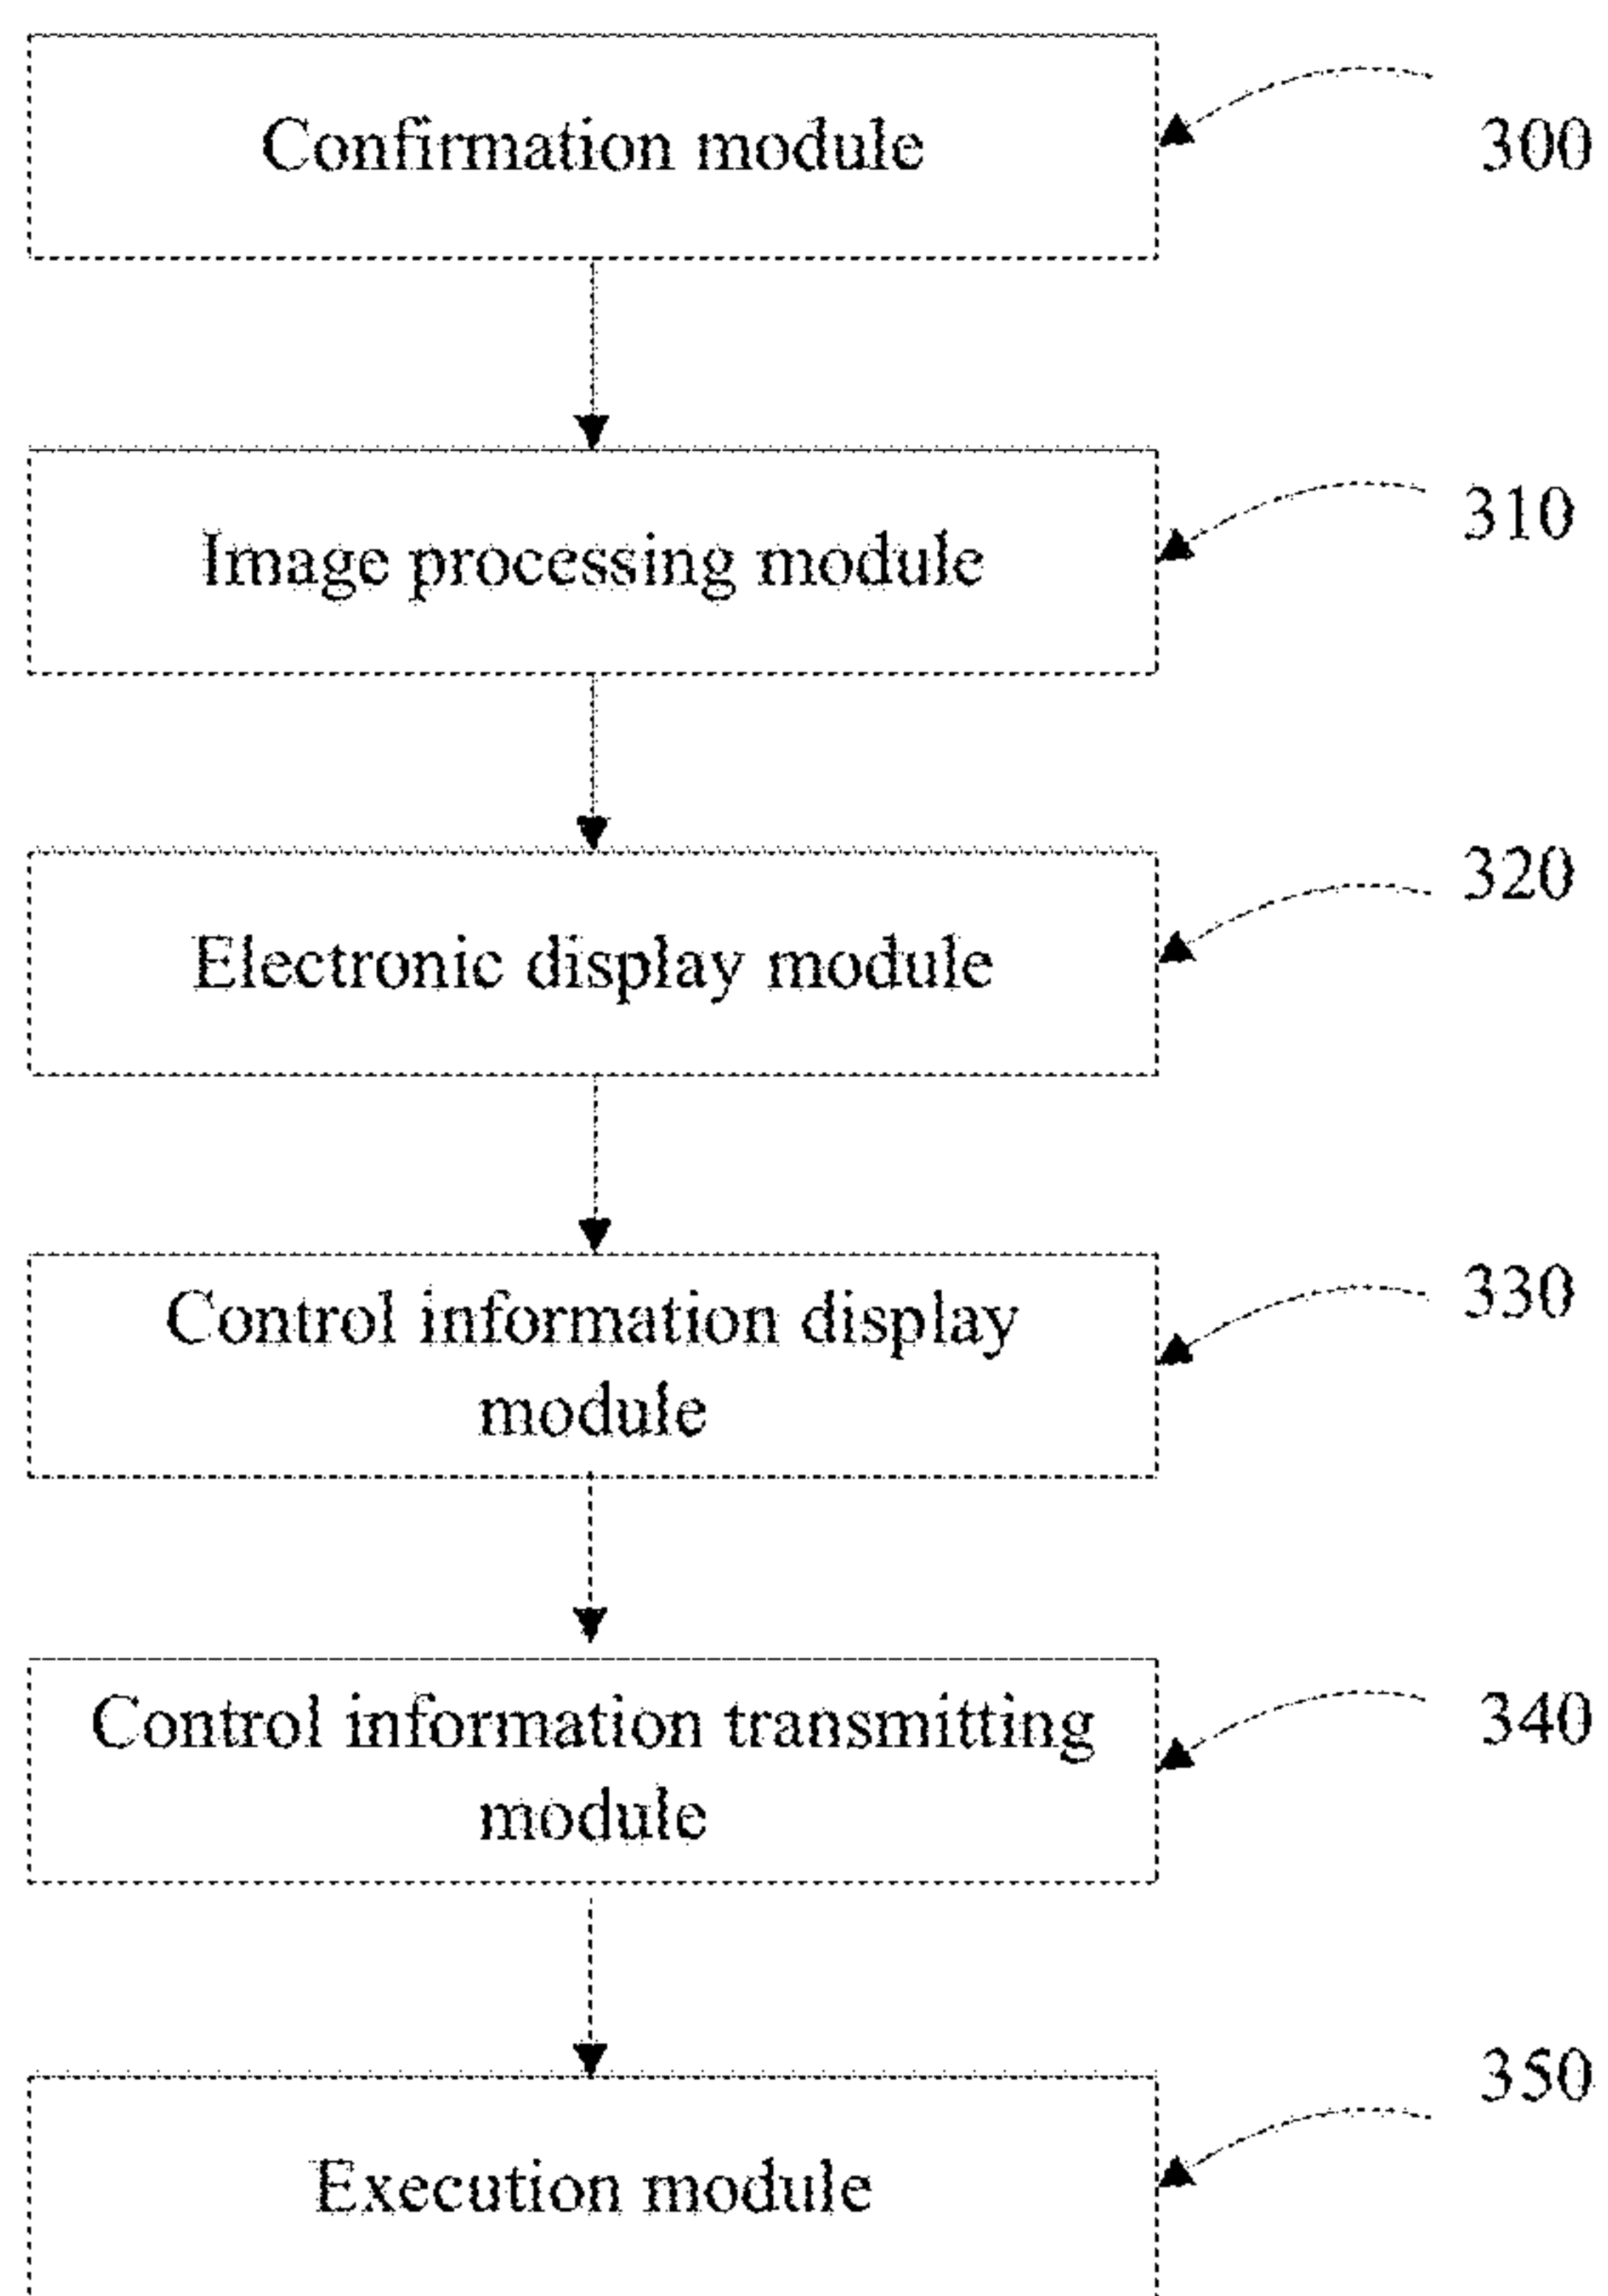 Confirmation module
300
Image processing module
310
Electronic display module
320
Control information display
module
330
Control information transmitting
module
340
Execution module
350